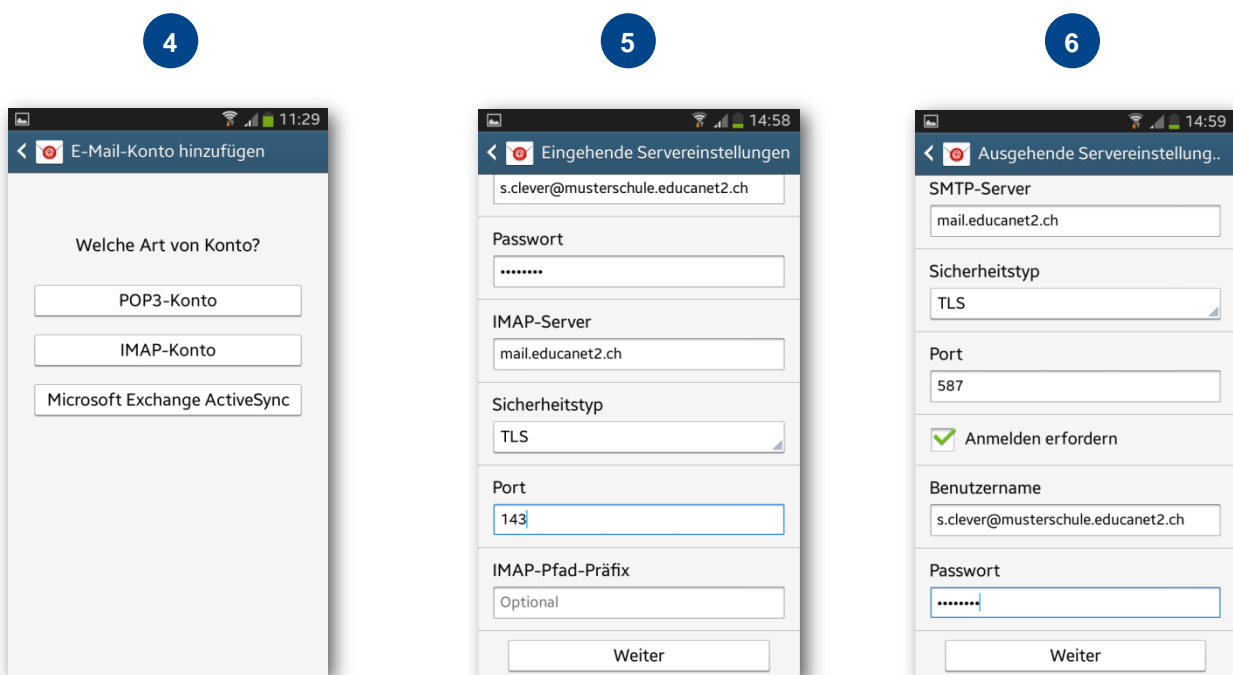 4
11:29
E-Mail-Konto hinzufügen
Welche Art von Konto?
POP3-Konto
IMAP-Konto
Microsoft Exchange ActiveSync
5
14:58
Eingehende Servereinstellungen
s.clever@musterschule.educanet2.ch
Passwort
••••••••
IMAP-Server
mail.educanet2.ch
Sicherheitstyp
TLS
Port
143
IMAP-Pfad-Präfix
Optional
Weiter
6
14:59
Ausgehende Servereinstellung..
SMTP-Server
mail.educanet2.ch
Sicherheitstyp
TLS
Port
587
Anmelden erfordern
Benutzername
s.clever@musterschule.educanet2.ch
Passwort
••••••••
Weiter